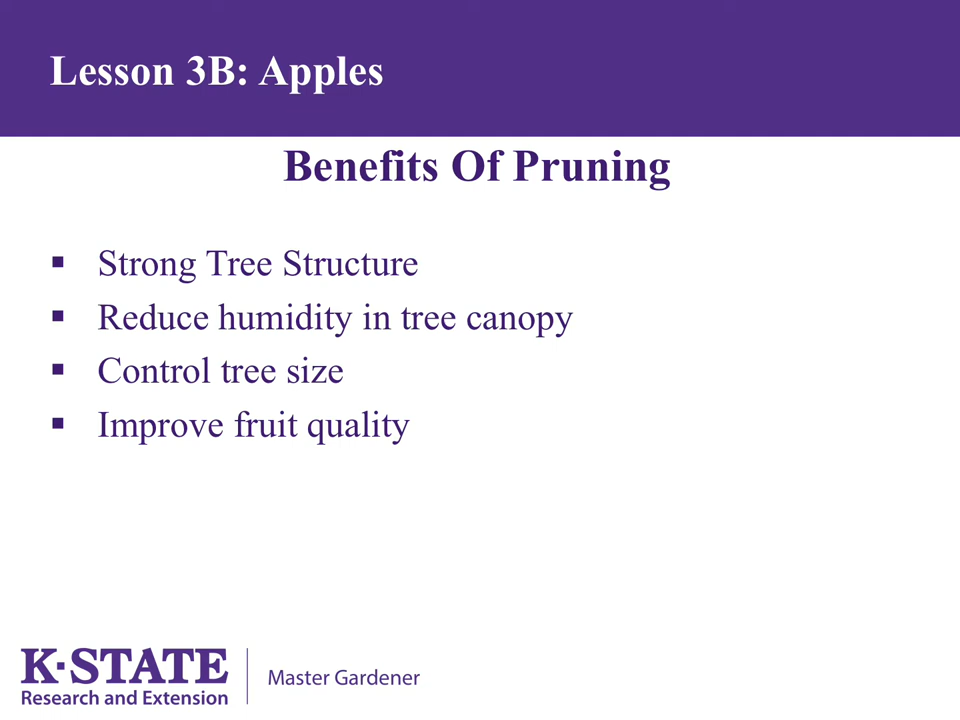 Lesson 3B: Apples
Benefits Of Pruning
▪ Strong Tree Structure
▪ Reduce humidity in tree canopy
▪ Control tree size
▪ Improve fruit quality
K·STATE
Research and Extension
Master Gardener